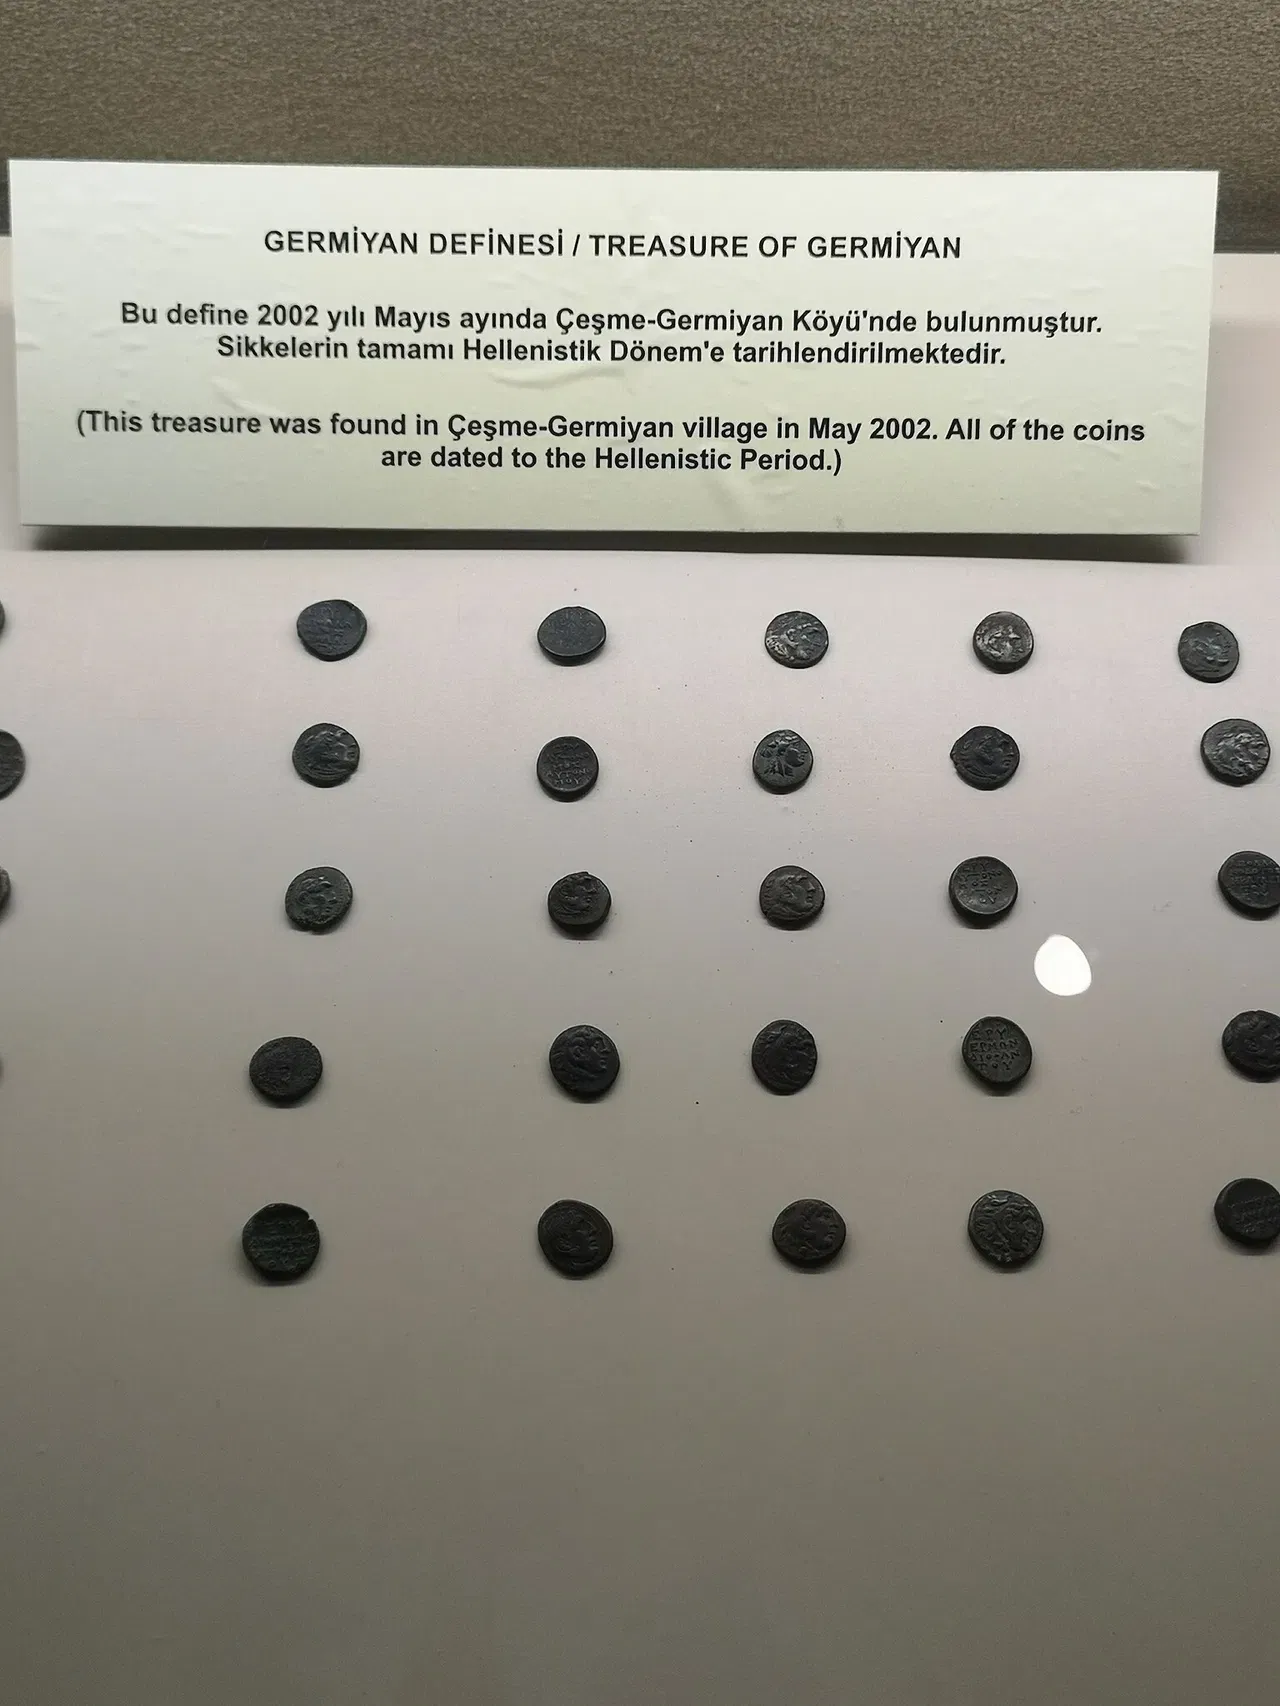 GERMİYAN DEFİNESİ / TREASURE OF GERMİYAN
Bu define 2002 yılı Mayıs ayında Çeşme-Germiyan Köyü'nde bulunmuştur.
Sikkelerin tamamı Hellenistik Dönem'e tarihlendirilmektedir.
(This treasure was found in Çeşme-Germiyan village in May 2002. All of the coins
are dated to the Hellenistic Period.)
ΕΡΥ